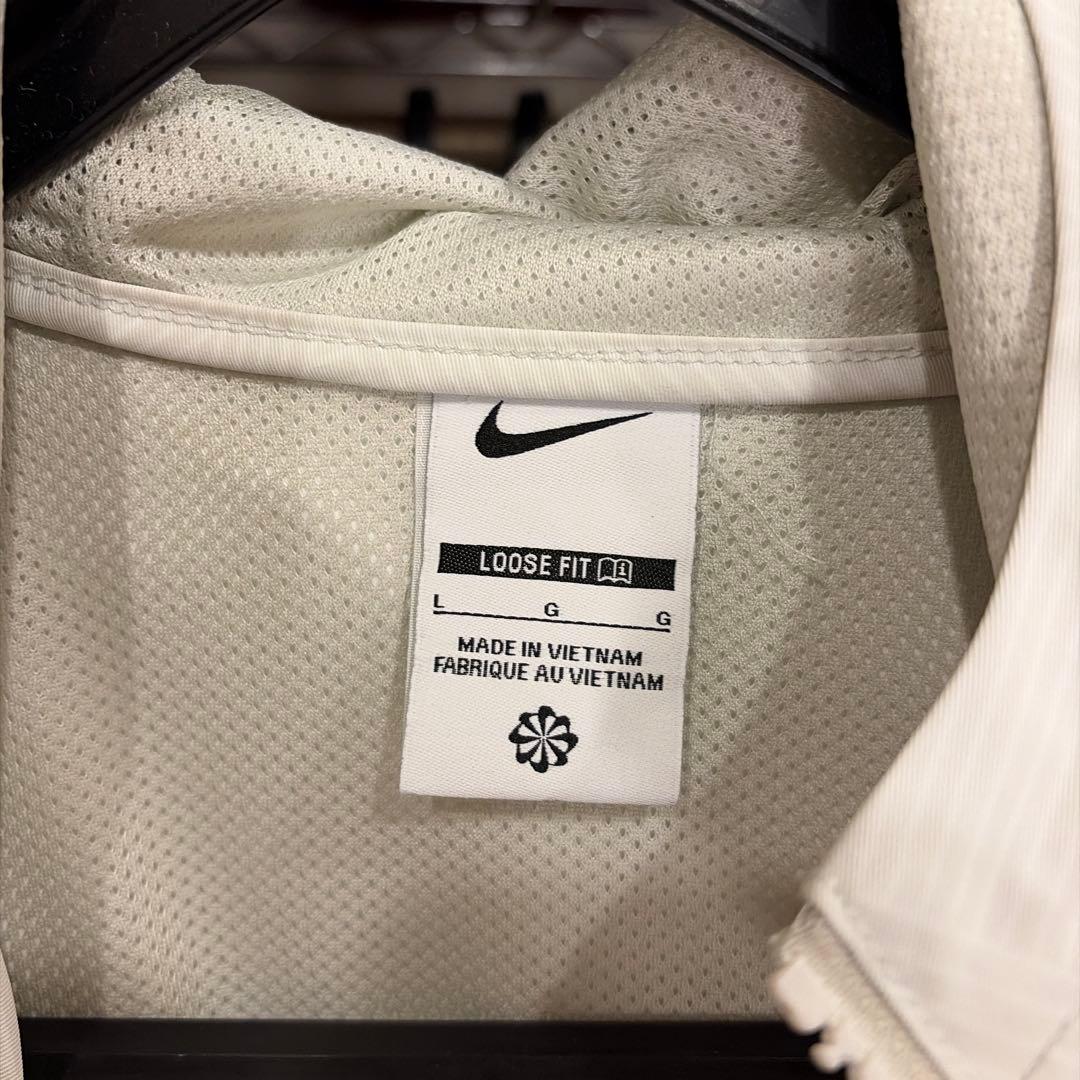 LOOSE FIT
L G G
MADE IN VIETNAM
FABRIQUE AU VIETNAM